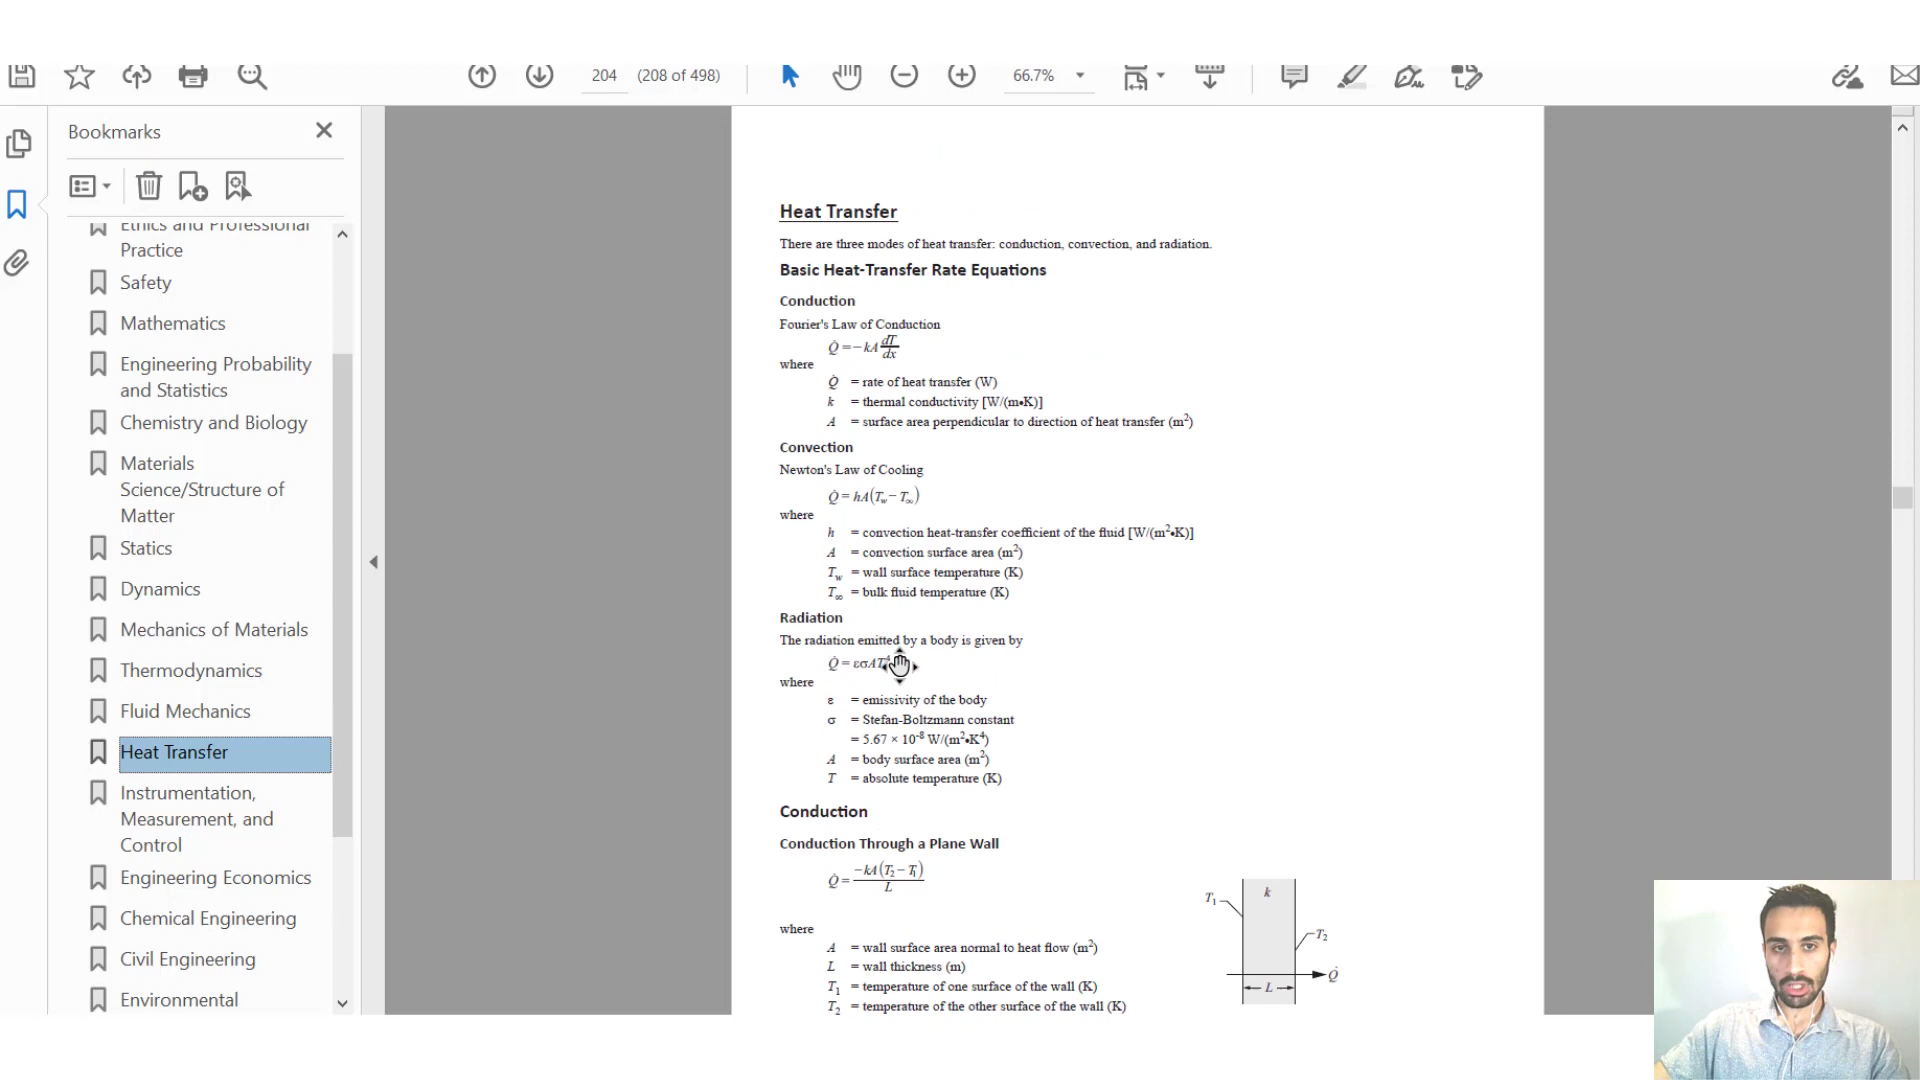 204 (208 of 498)
66.7%
Bookmarks
Ethics and Professional
Practice
Safety
Mathematics
Engineering Probability
and Statistics
Chemistry and Biology
Materials
Science/Structure of
Matter
Statics
Dynamics
Mechanics of Materials
Thermodynamics
Fluid Mechanics
Heat Transfer
Instrumentation,
Measurement, and
Control
Engineering Economics
Chemical Engineering
Civil Engineering
Environmental
Heat Transfer
There are three modes of heat transfer: conduction, convection, and radiation.
Basic Heat-Transfer Rate Equations
Conduction
Fourier's Law of Conduction
Q̇ = −kA dT/dx
where
Q̇ = rate of heat transfer (W)
k = thermal conductivity [W/(m•K)]
A = surface area perpendicular to direction of heat transfer (m²)
Convection
Newton's Law of Cooling
Q̇ = hA(T_w − T_∞)
where
h = convection heat-transfer coefficient of the fluid [W/(m²•K)]
A = convection surface area (m²)
T_w = wall surface temperature (K)
T_∞ = bulk fluid temperature (K)
Radiation
The radiation emitted by a body is given by
Q̇ = εσAT⁴
where
ε = emissivity of the body
σ = Stefan-Boltzmann constant
= 5.67 × 10⁻⁸ W/(m²•K⁴)
A = body surface area (m²)
T = absolute temperature (K)
Conduction
Conduction Through a Plane Wall
Q̇ = −kA(T₂ − T₁)/L
where
A = wall surface area normal to heat flow (m²)
L = wall thickness (m)
T₁ = temperature of one surface of the wall (K)
T₂ = temperature of the other surface of the wall (K)
k
T₁
T₂
Q̇
L